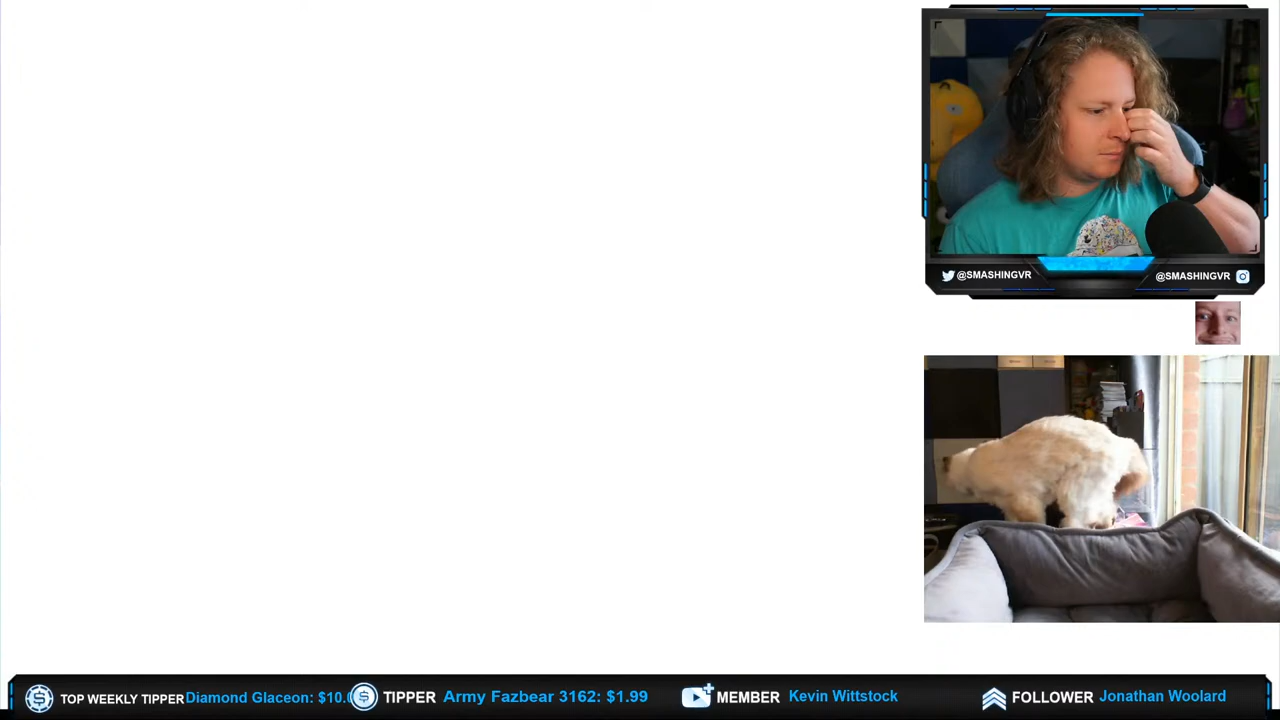 @SMASHINGVR @SMASHINGVR
TOP WEEKLY TIPPER Diamond Glaceon: $10.0 TIPPER Army Fazbear 3162: $1.99 MEMBER Kevin Wittstock FOLLOWER Jonathan Woolard